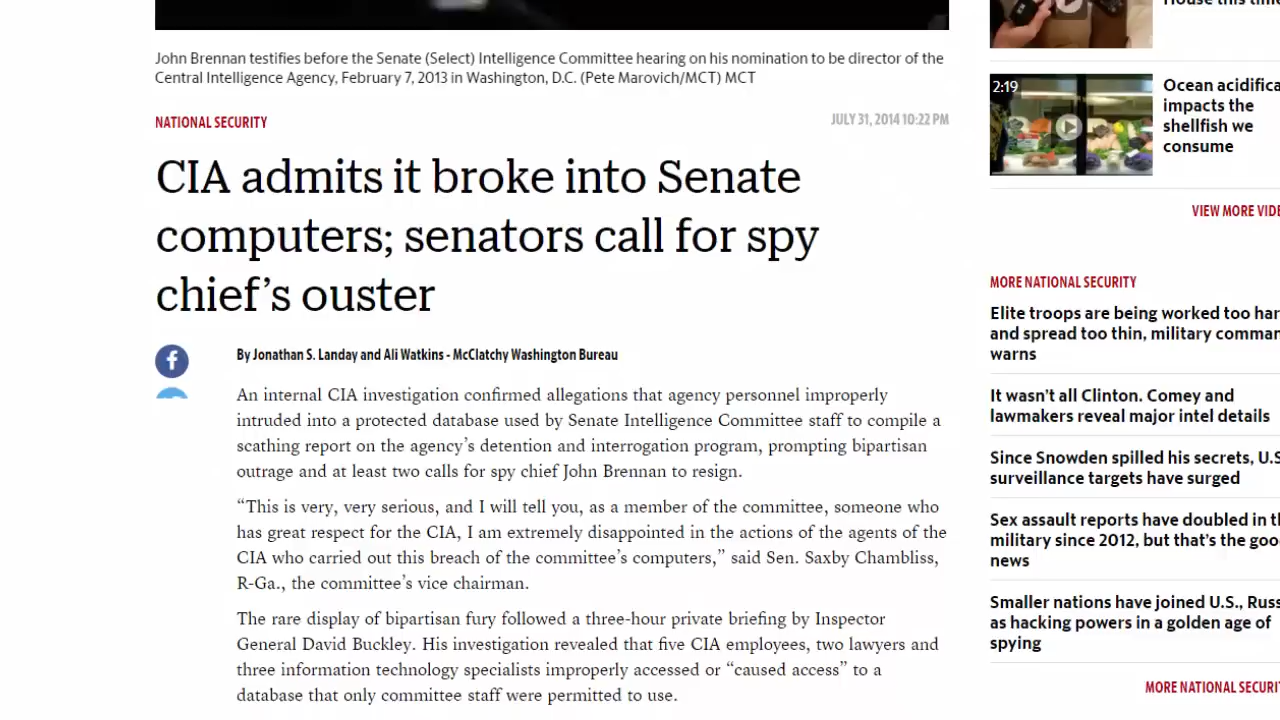 John Brennan testifies before the Senate (Select) Intelligence Committee hearing on his nomination to be director of the
Central Intelligence Agency, February 7, 2013 in Washington, D.C. (Pete Marovich/MCT) MCT
NATIONAL SECURITY
JULY 31, 2014 10:22 PM
CIA admits it broke into Senate
computers; senators call for spy
chief’s ouster
By Jonathan S. Landay and Ali Watkins - McClatchy Washington Bureau
An internal CIA investigation confirmed allegations that agency personnel improperly
intruded into a protected database used by Senate Intelligence Committee staff to compile a
scathing report on the agency’s detention and interrogation program, prompting bipartisan
outrage and at least two calls for spy chief John Brennan to resign.
“This is very, very serious, and I will tell you, as a member of the committee, someone who
has great respect for the CIA, I am extremely disappointed in the actions of the agents of the
CIA who carried out this breach of the committee’s computers,” said Sen. Saxby Chambliss,
R-Ga., the committee’s vice chairman.
The rare display of bipartisan fury followed a three-hour private briefing by Inspector
General David Buckley. His investigation revealed that five CIA employees, two lawyers and
three information technology specialists improperly accessed or “caused access” to a
database that only committee staff were permitted to use.
2:19
Ocean acidifica
impacts the
shellfish we
consume
VIEW MORE VIDE
MORE NATIONAL SECURITY
Elite troops are being worked too har
and spread too thin, military comman
warns
It wasn’t all Clinton. Comey and
lawmakers reveal major intel details
Since Snowden spilled his secrets, U.S
surveillance targets have surged
Sex assault reports have doubled in th
military since 2012, but that’s the goo
news
Smaller nations have joined U.S., Russ
as hacking powers in a golden age of
spying
MORE NATIONAL SECURI